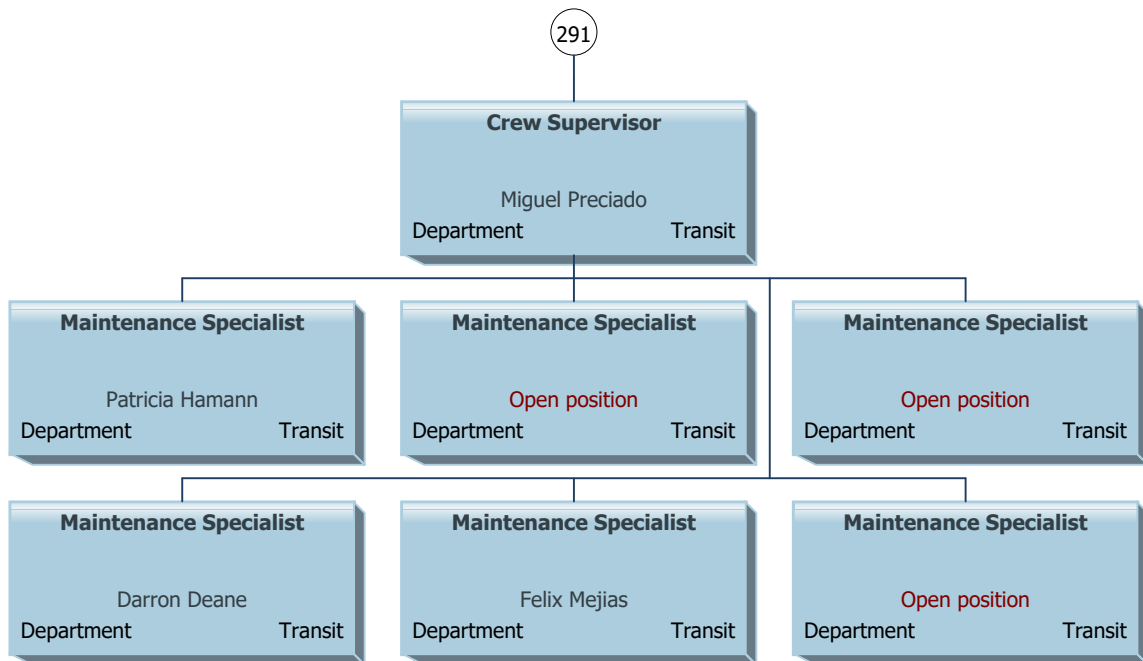 291
Crew Supervisor
Miguel Preciado
Department Transit
Maintenance Specialist
Patricia Hamann
Department Transit
Maintenance Specialist
Open position
Department Transit
Maintenance Specialist
Open position
Department Transit
Maintenance Specialist
Darron Deane
Department Transit
Maintenance Specialist
Felix Mejias
Department Transit
Maintenance Specialist
Open position
Department Transit